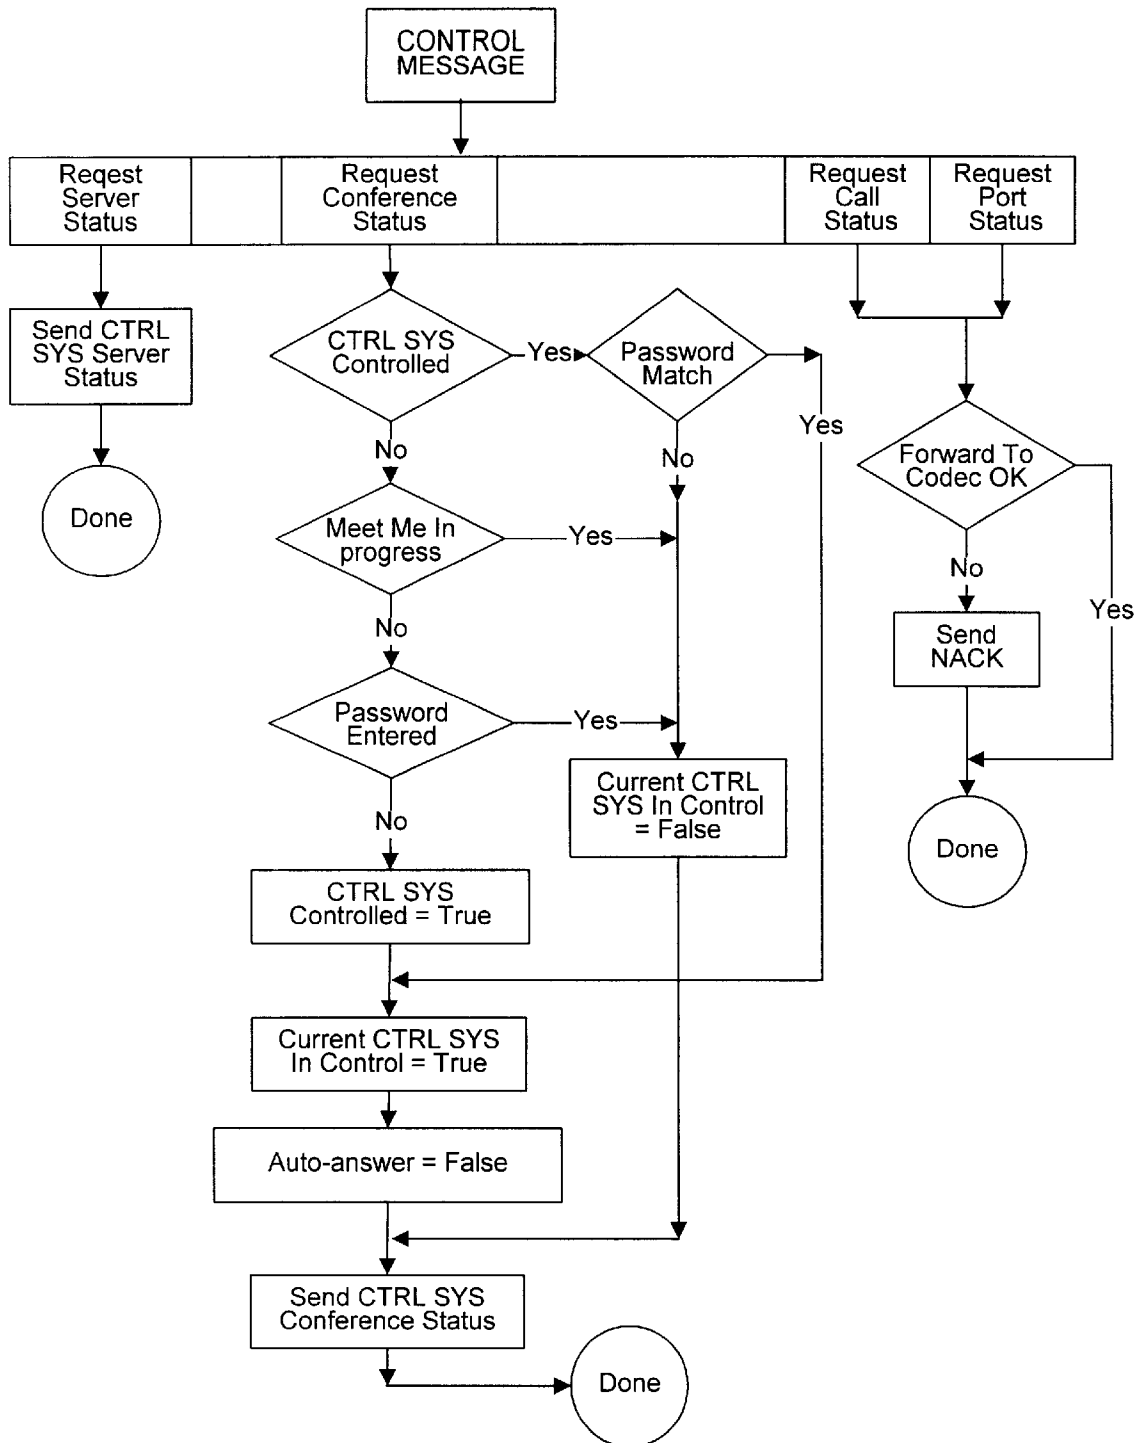 CONTROL
MESSAGE
Reqest
Server
Status
Request
Conference
Status
Request
Call
Status
Request
Port
Status
Send CTRL
SYS Server
Status
Done
CTRL SYS
Controlled
Yes
Password
Match
Yes
No
No
Meet Me In
progress
Yes
No
Password
Entered
Yes
No
Current CTRL
SYS In Control
= False
CTRL SYS
Controlled = True
Current CTRL SYS
In Control = True
Auto-answer = False
Send CTRL SYS
Conference Status
Done
Forward To
Codec OK
No
Yes
Send
NACK
Done